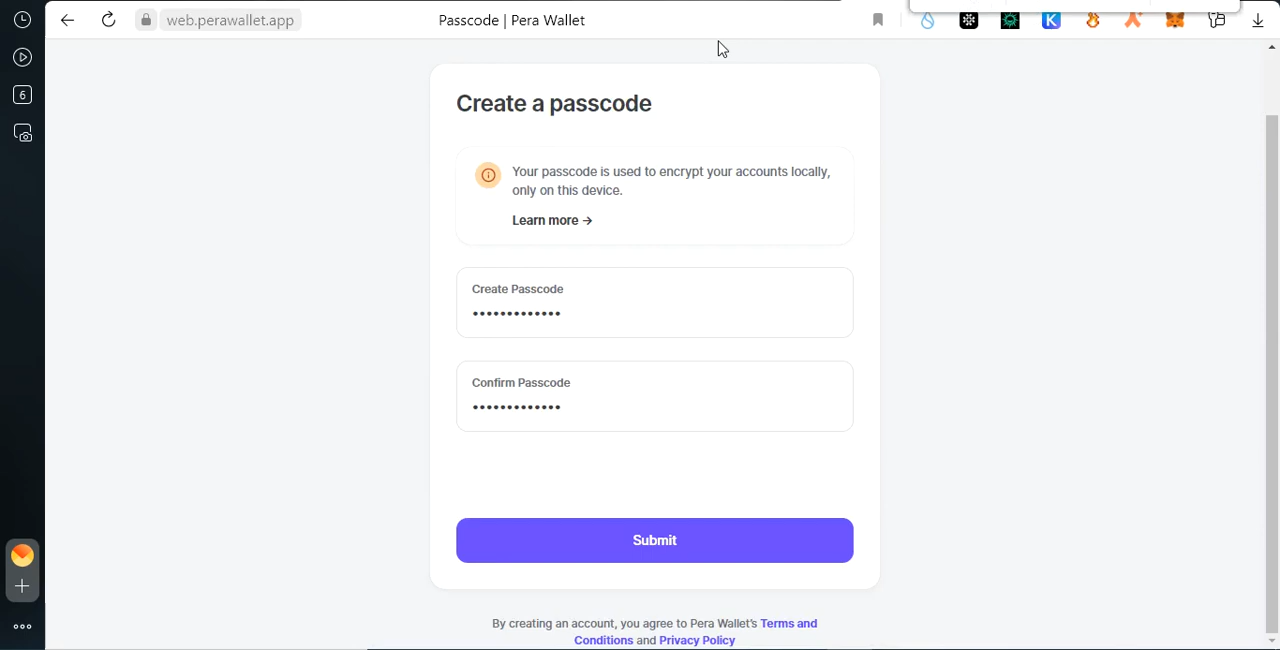 web.perawallet.app
Passcode | Pera Wallet
6
K
Create a passcode
Your passcode is used to encrypt your accounts locally,
only on this device.
Learn more →
Create Passcode
•••••••••••••
Confirm Passcode
•••••••••••••
Submit
By creating an account, you agree to Pera Wallet's Terms and
Conditions and Privacy Policy